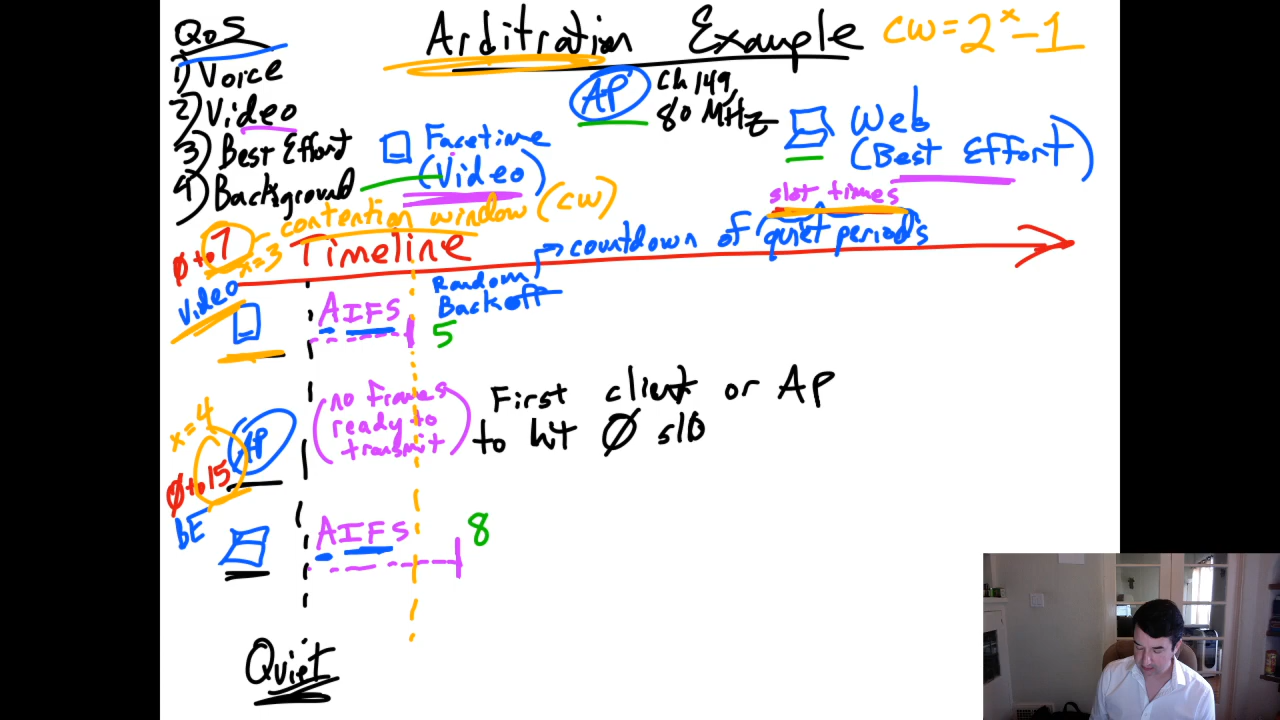 QoS
1) Voice
2) Video
3) Best Effort
4) Background
Arditration Example
CW = 2^x - 1
AP
Ch 149,
80 MHz
Facetime
(Video)
Web
(Best Effort)
slot times
contention window (CW)
0 to 7
x=3
Timeline
countdown of quiet periods
Video
AIFS
Random
Backoff
5
x=4
0 to 15
AP
(no frames
ready to
transmit)
First client or AP
to hit 0 slo
BE
AIFS
8
Quiet